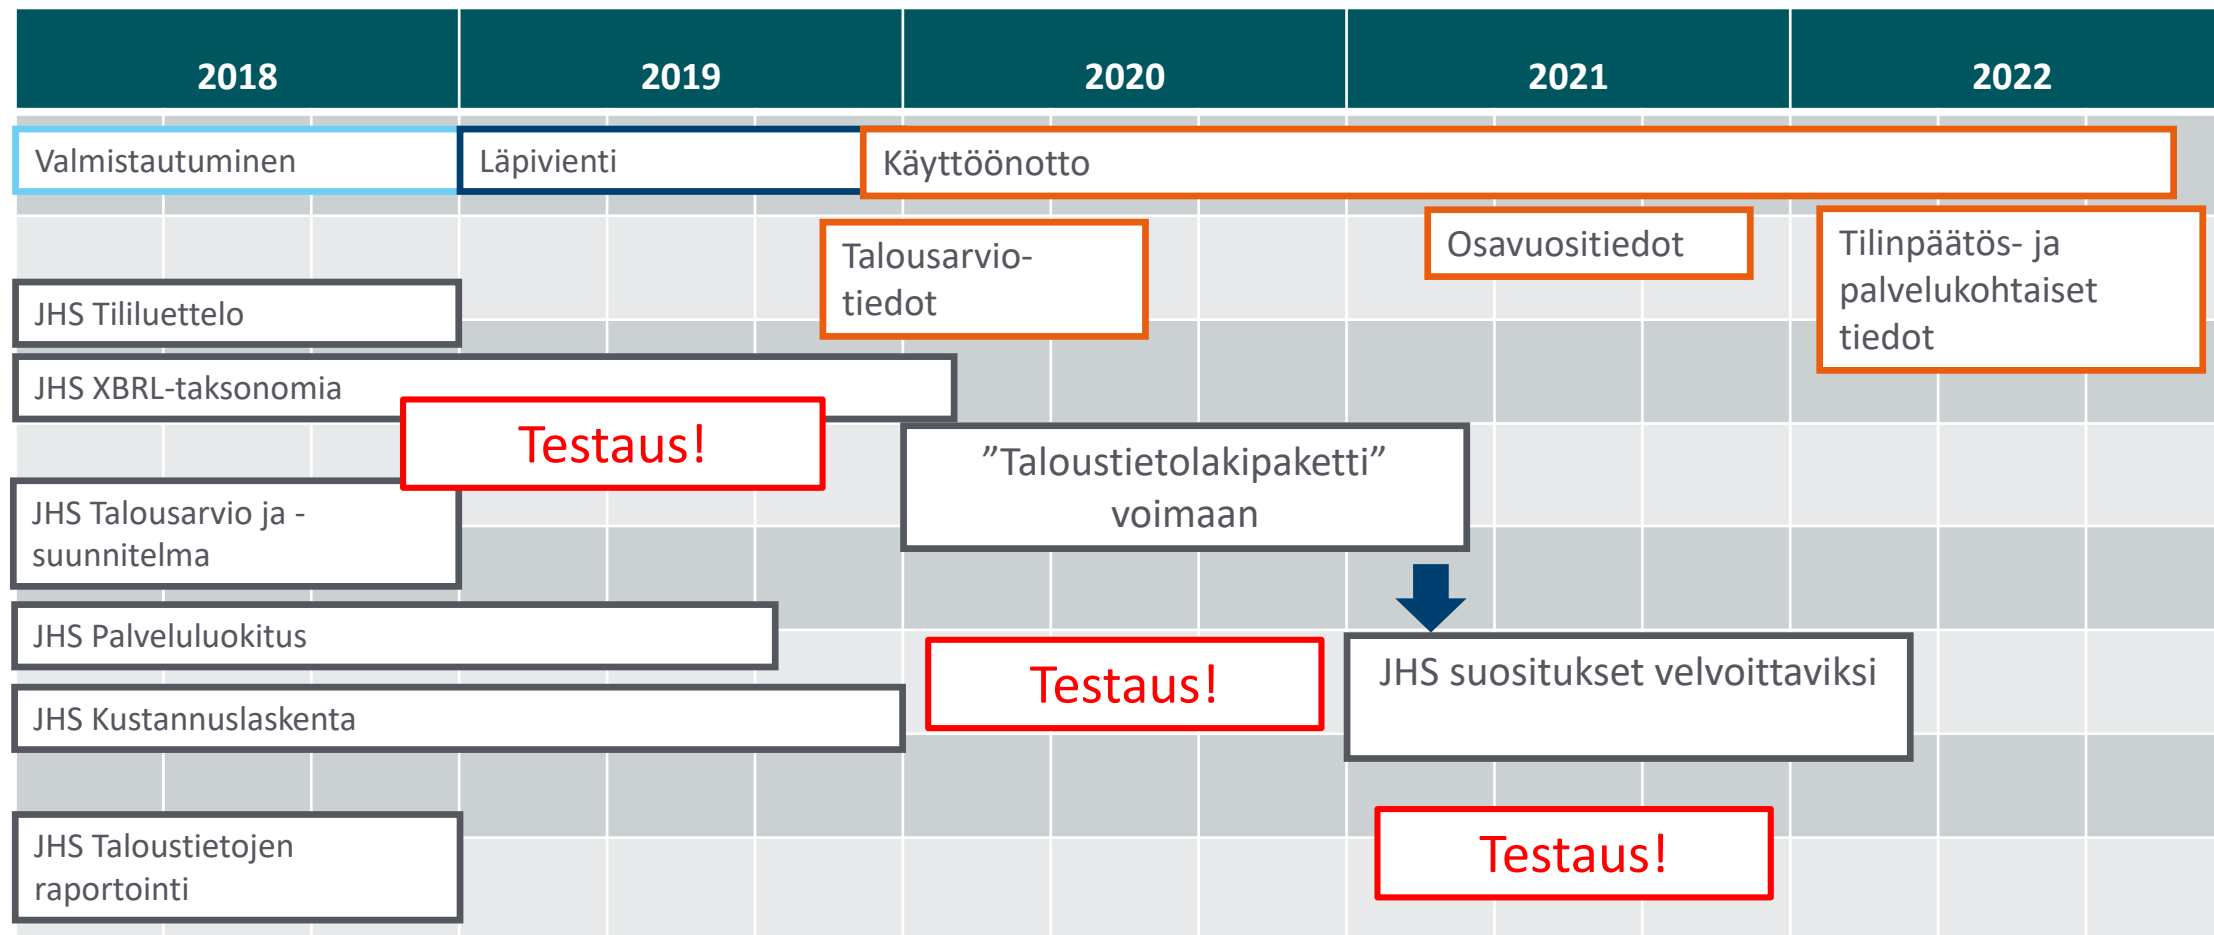 2018
2019
2020
2021
2022
Valmistautuminen
Läpivienti
Käyttöönotto
Talousarvio-
tiedot
Osavuositiedot
Tilinpäätös- ja
palvelukohtaiset
tiedot
JHS Tililuettelo
JHS XBRL-taksonomia
Testaus!
”Taloustietolakipaketti”
voimaan
JHS Talousarvio ja -
suunnitelma
JHS Palveluluokitus
Testaus!
JHS suositukset velvoittaviksi
JHS Kustannuslaskenta
JHS Taloustietojen
raportointi
Testaus!